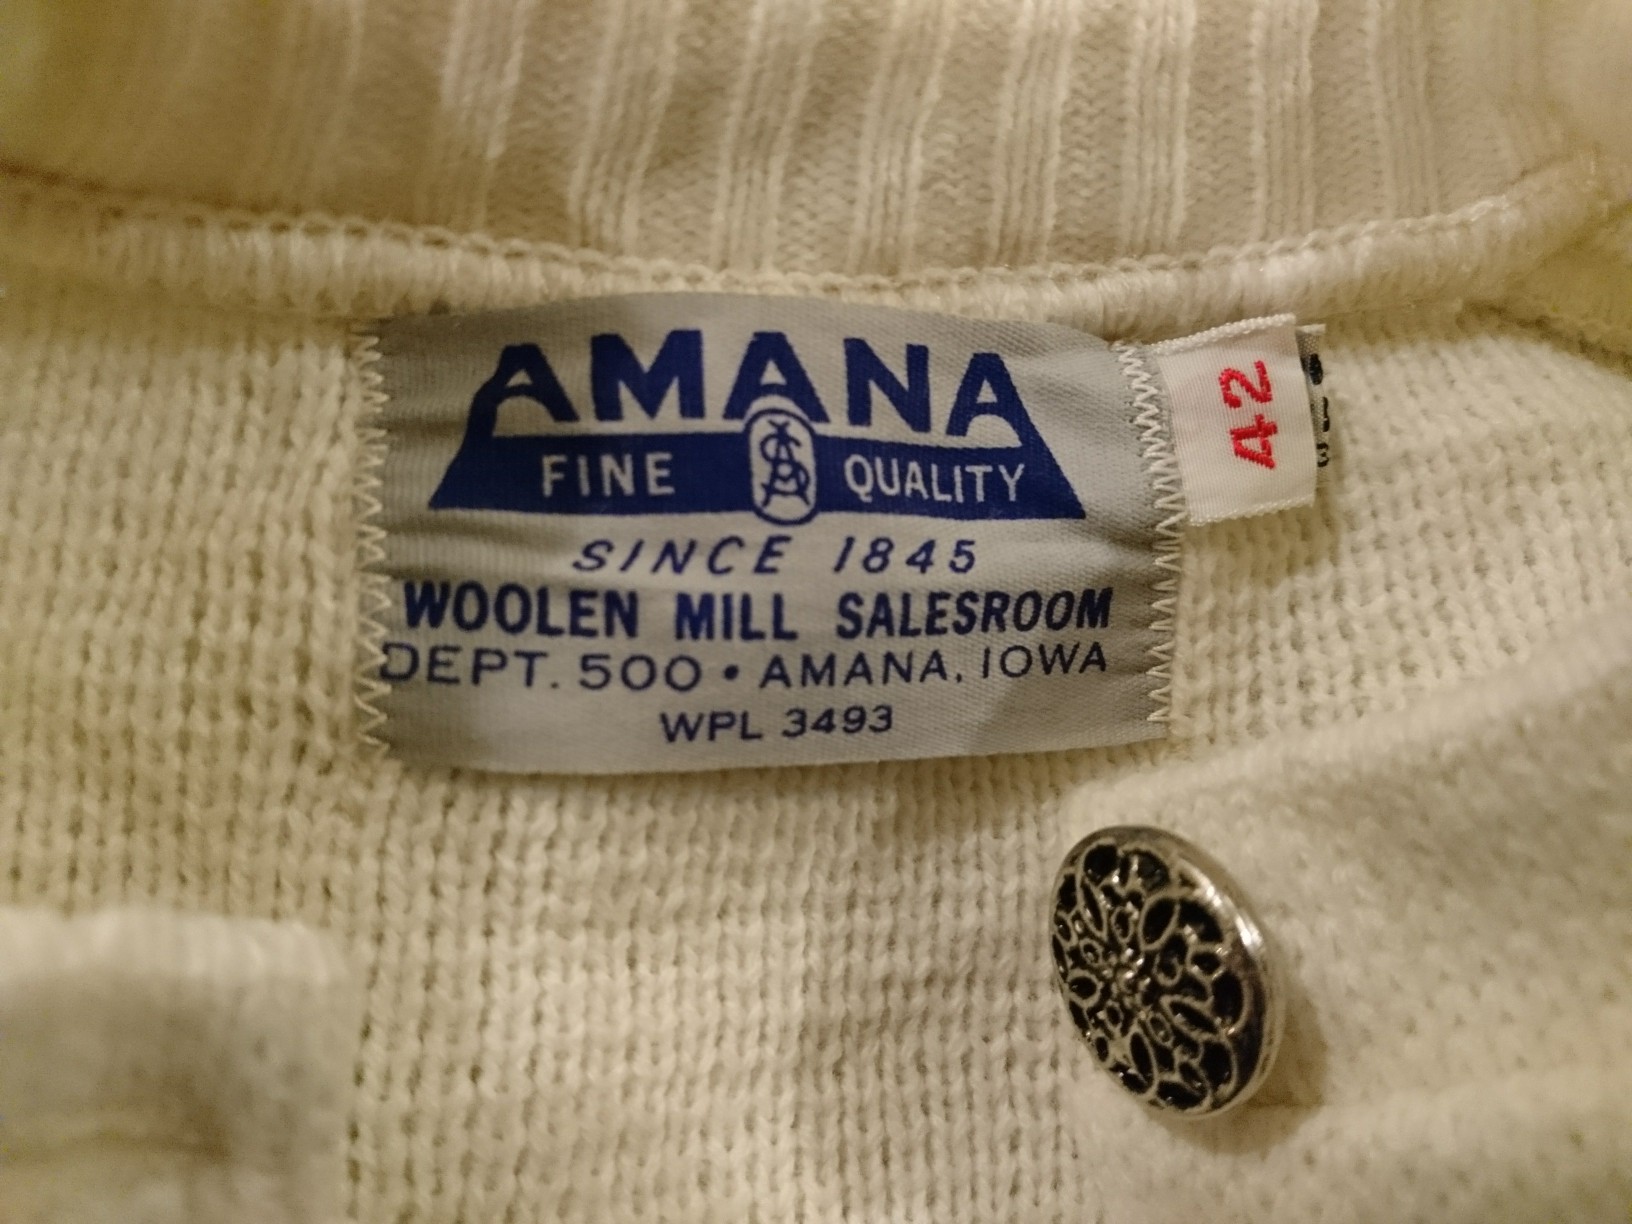 AMANA
FINE QUALITY
SINCE 1845
WOOLEN MILL SALESROOM
DEPT. 500 • AMANA, IOWA
WPL 3493
42